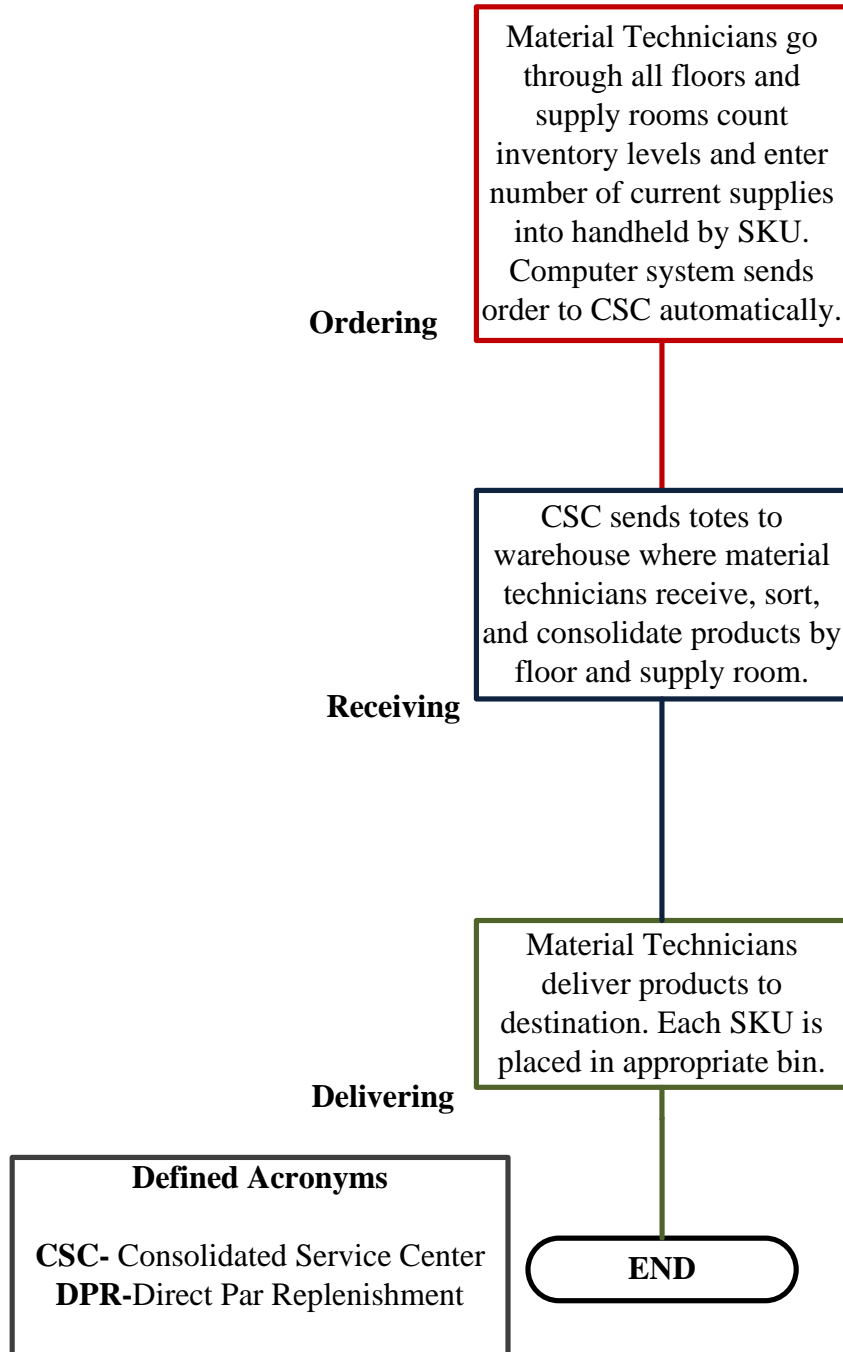 Material Technicians go
through all floors and
supply rooms count
inventory levels and enter
number of current supplies
into handheld by SKU.
Computer system sends
order to CSC automatically.
Ordering
CSC sends totes to
warehouse where material
technicians receive, sort,
and consolidate products by
floor and supply room.
Receiving
Material Technicians
deliver products to
destination. Each SKU is
placed in appropriate bin.
Delivering
Defined Acronyms
CSC- Consolidated Service Center
DPR-Direct Par Replenishment
END